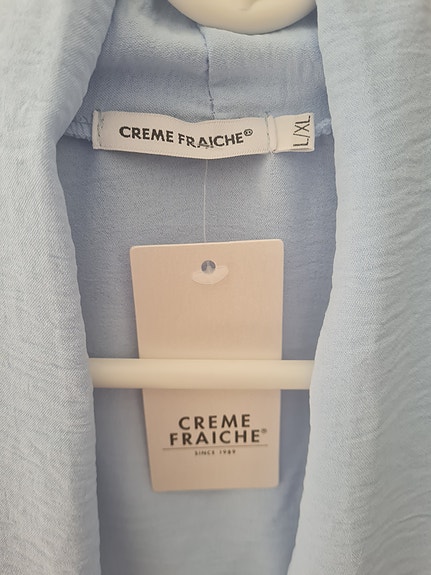 CREME FRAICHE®
L/XL
CREME
FRAICHE®
SINCE 1989